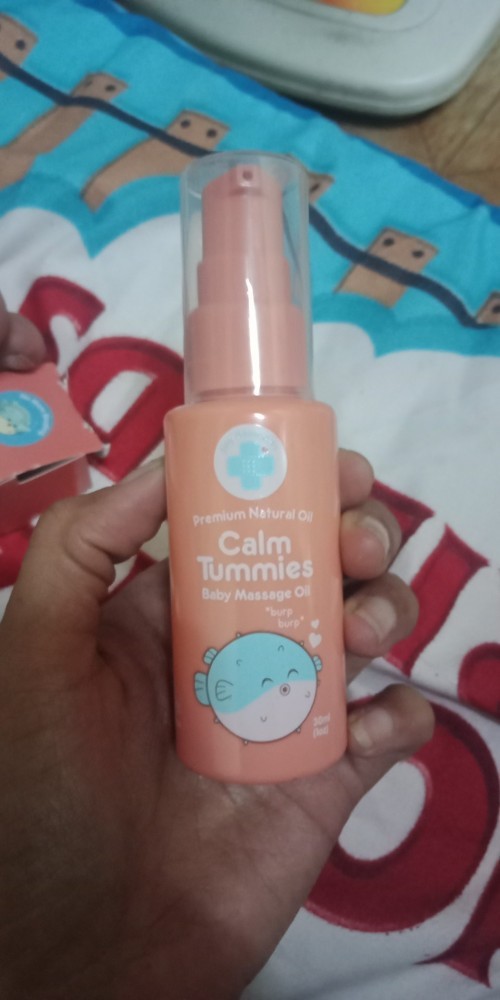 Premium Natural Oil
Calm
Tummies
Baby Massage Oil
"burp
burp"